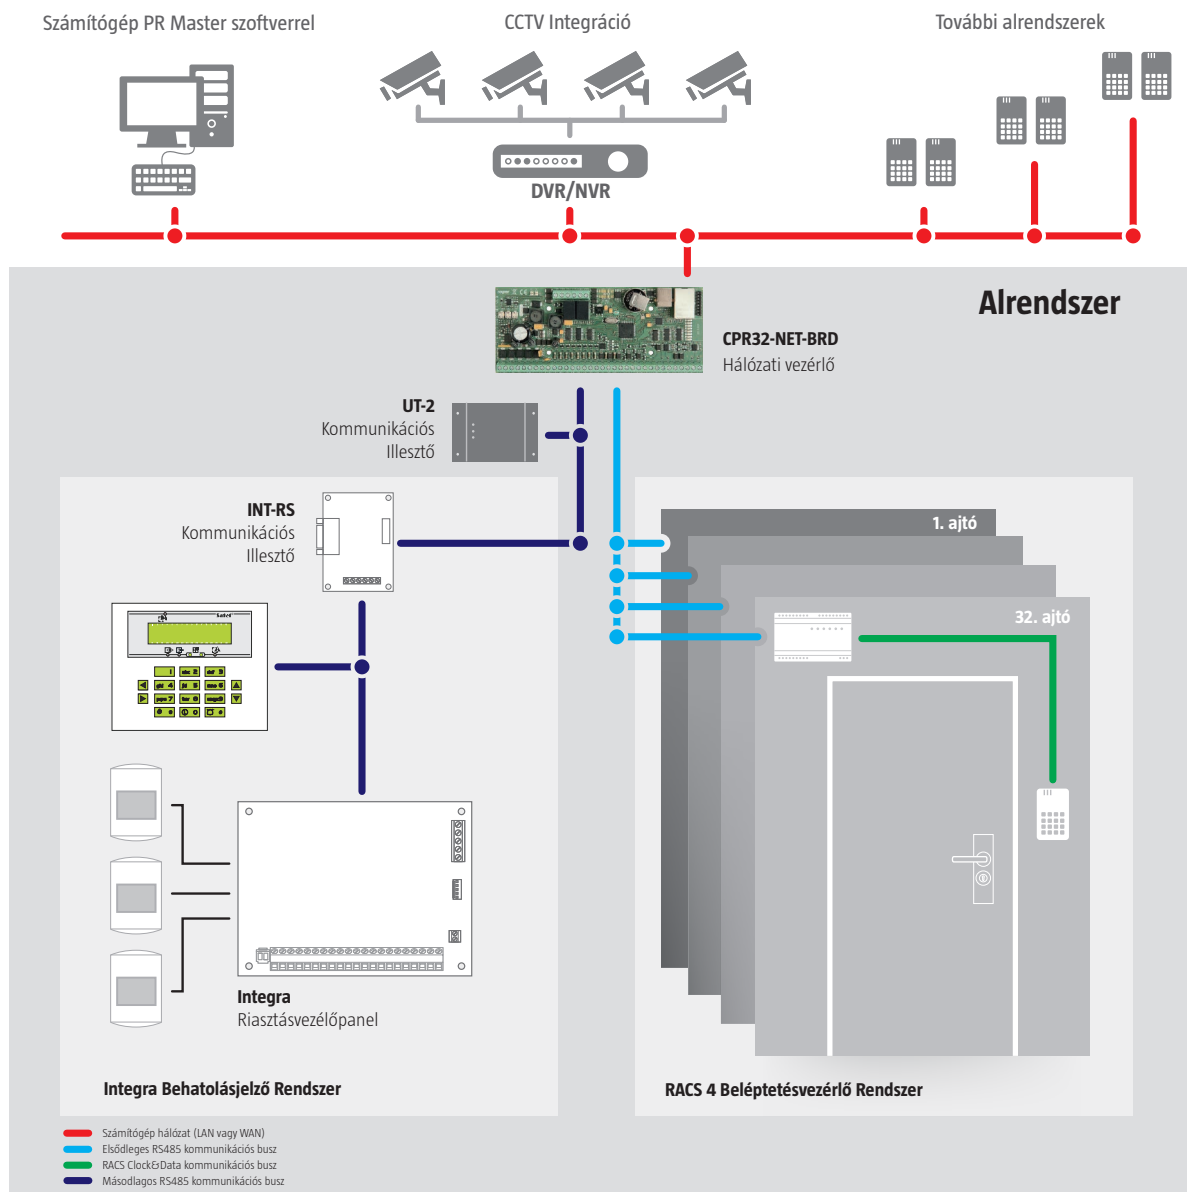 Számítógép PR Master szoftverrel
CCTV Integráció
További alrendszerek
DVR/NVR
Alrendszer
CPR32-NET-BRD
Hálózati vezérlő
UT-2
Kommunikációs
Illesztő
INT-RS
Kommunikációs
Illesztő
1. ajtó
32. ajtó
Integra
Riasztásvezélőpanel
Integra Behatolásjelző Rendszer
RACS 4 Beléptetésvezérlő Rendszer
Számítógép hálózat (LAN vagy WAN)
Elsődleges RS485 kommunikációs busz
RACS Clock&Data kommunikációs busz
Másodlagos RS485 kommunikációs busz